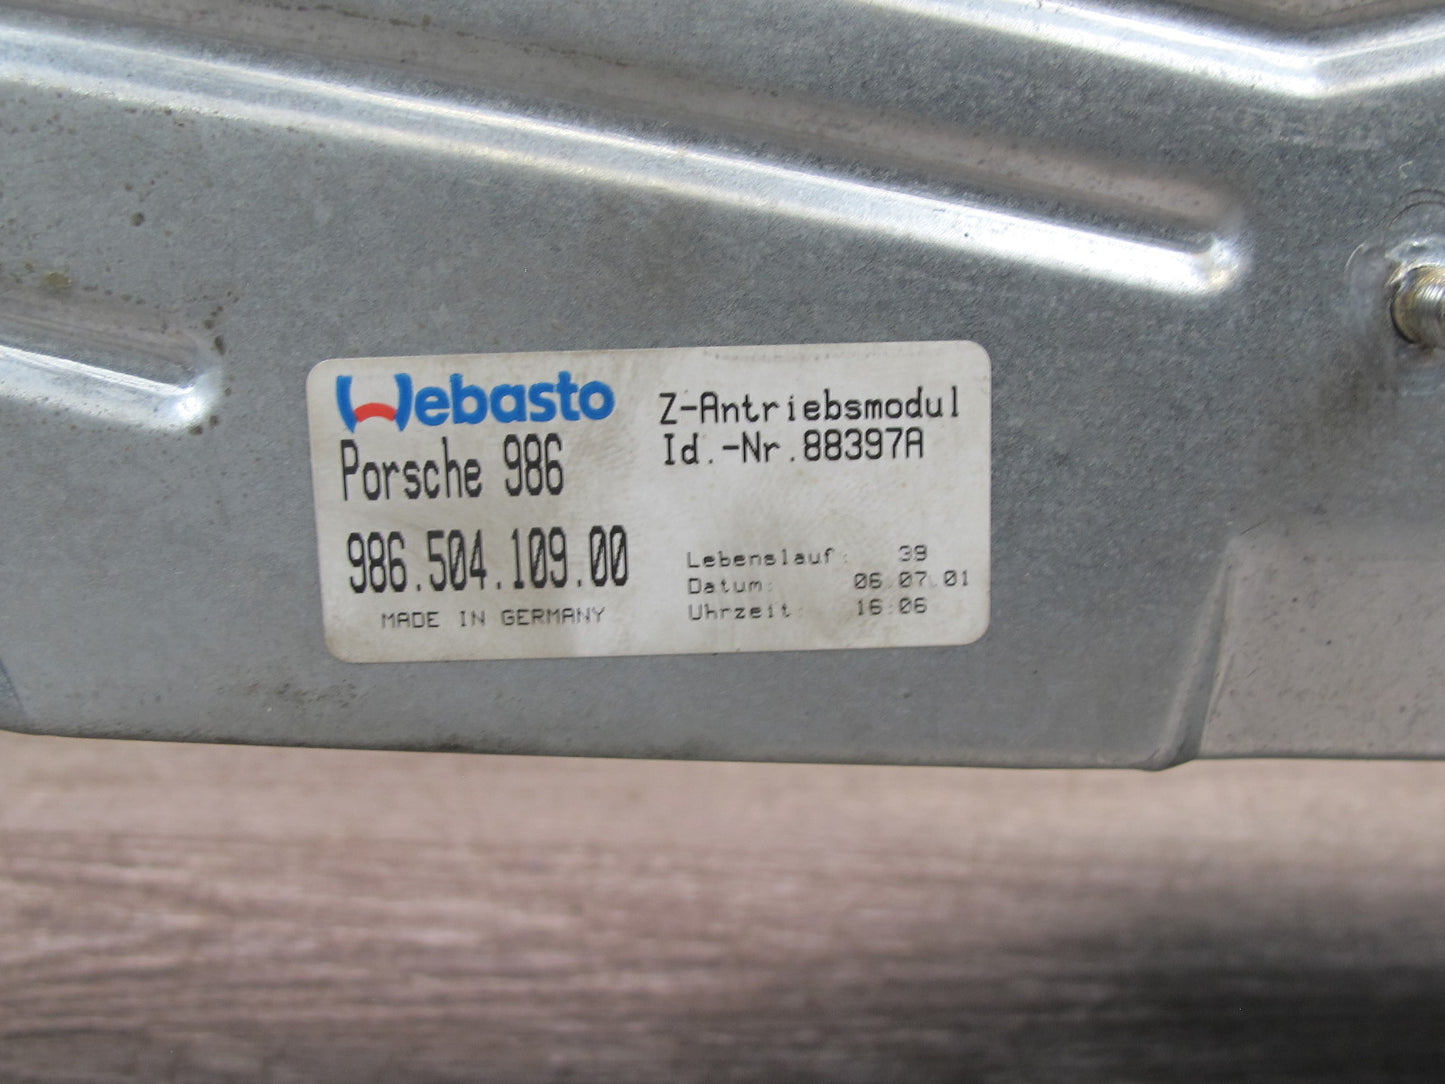 Webasto
Porsche 986
986.504.109.00
MADE IN GERMANY
Z-Antriebsmodul
Id.-Nr.88397A
Lebenslauf: 39
Datum: 06.07.01
Uhrzeit: 16:06